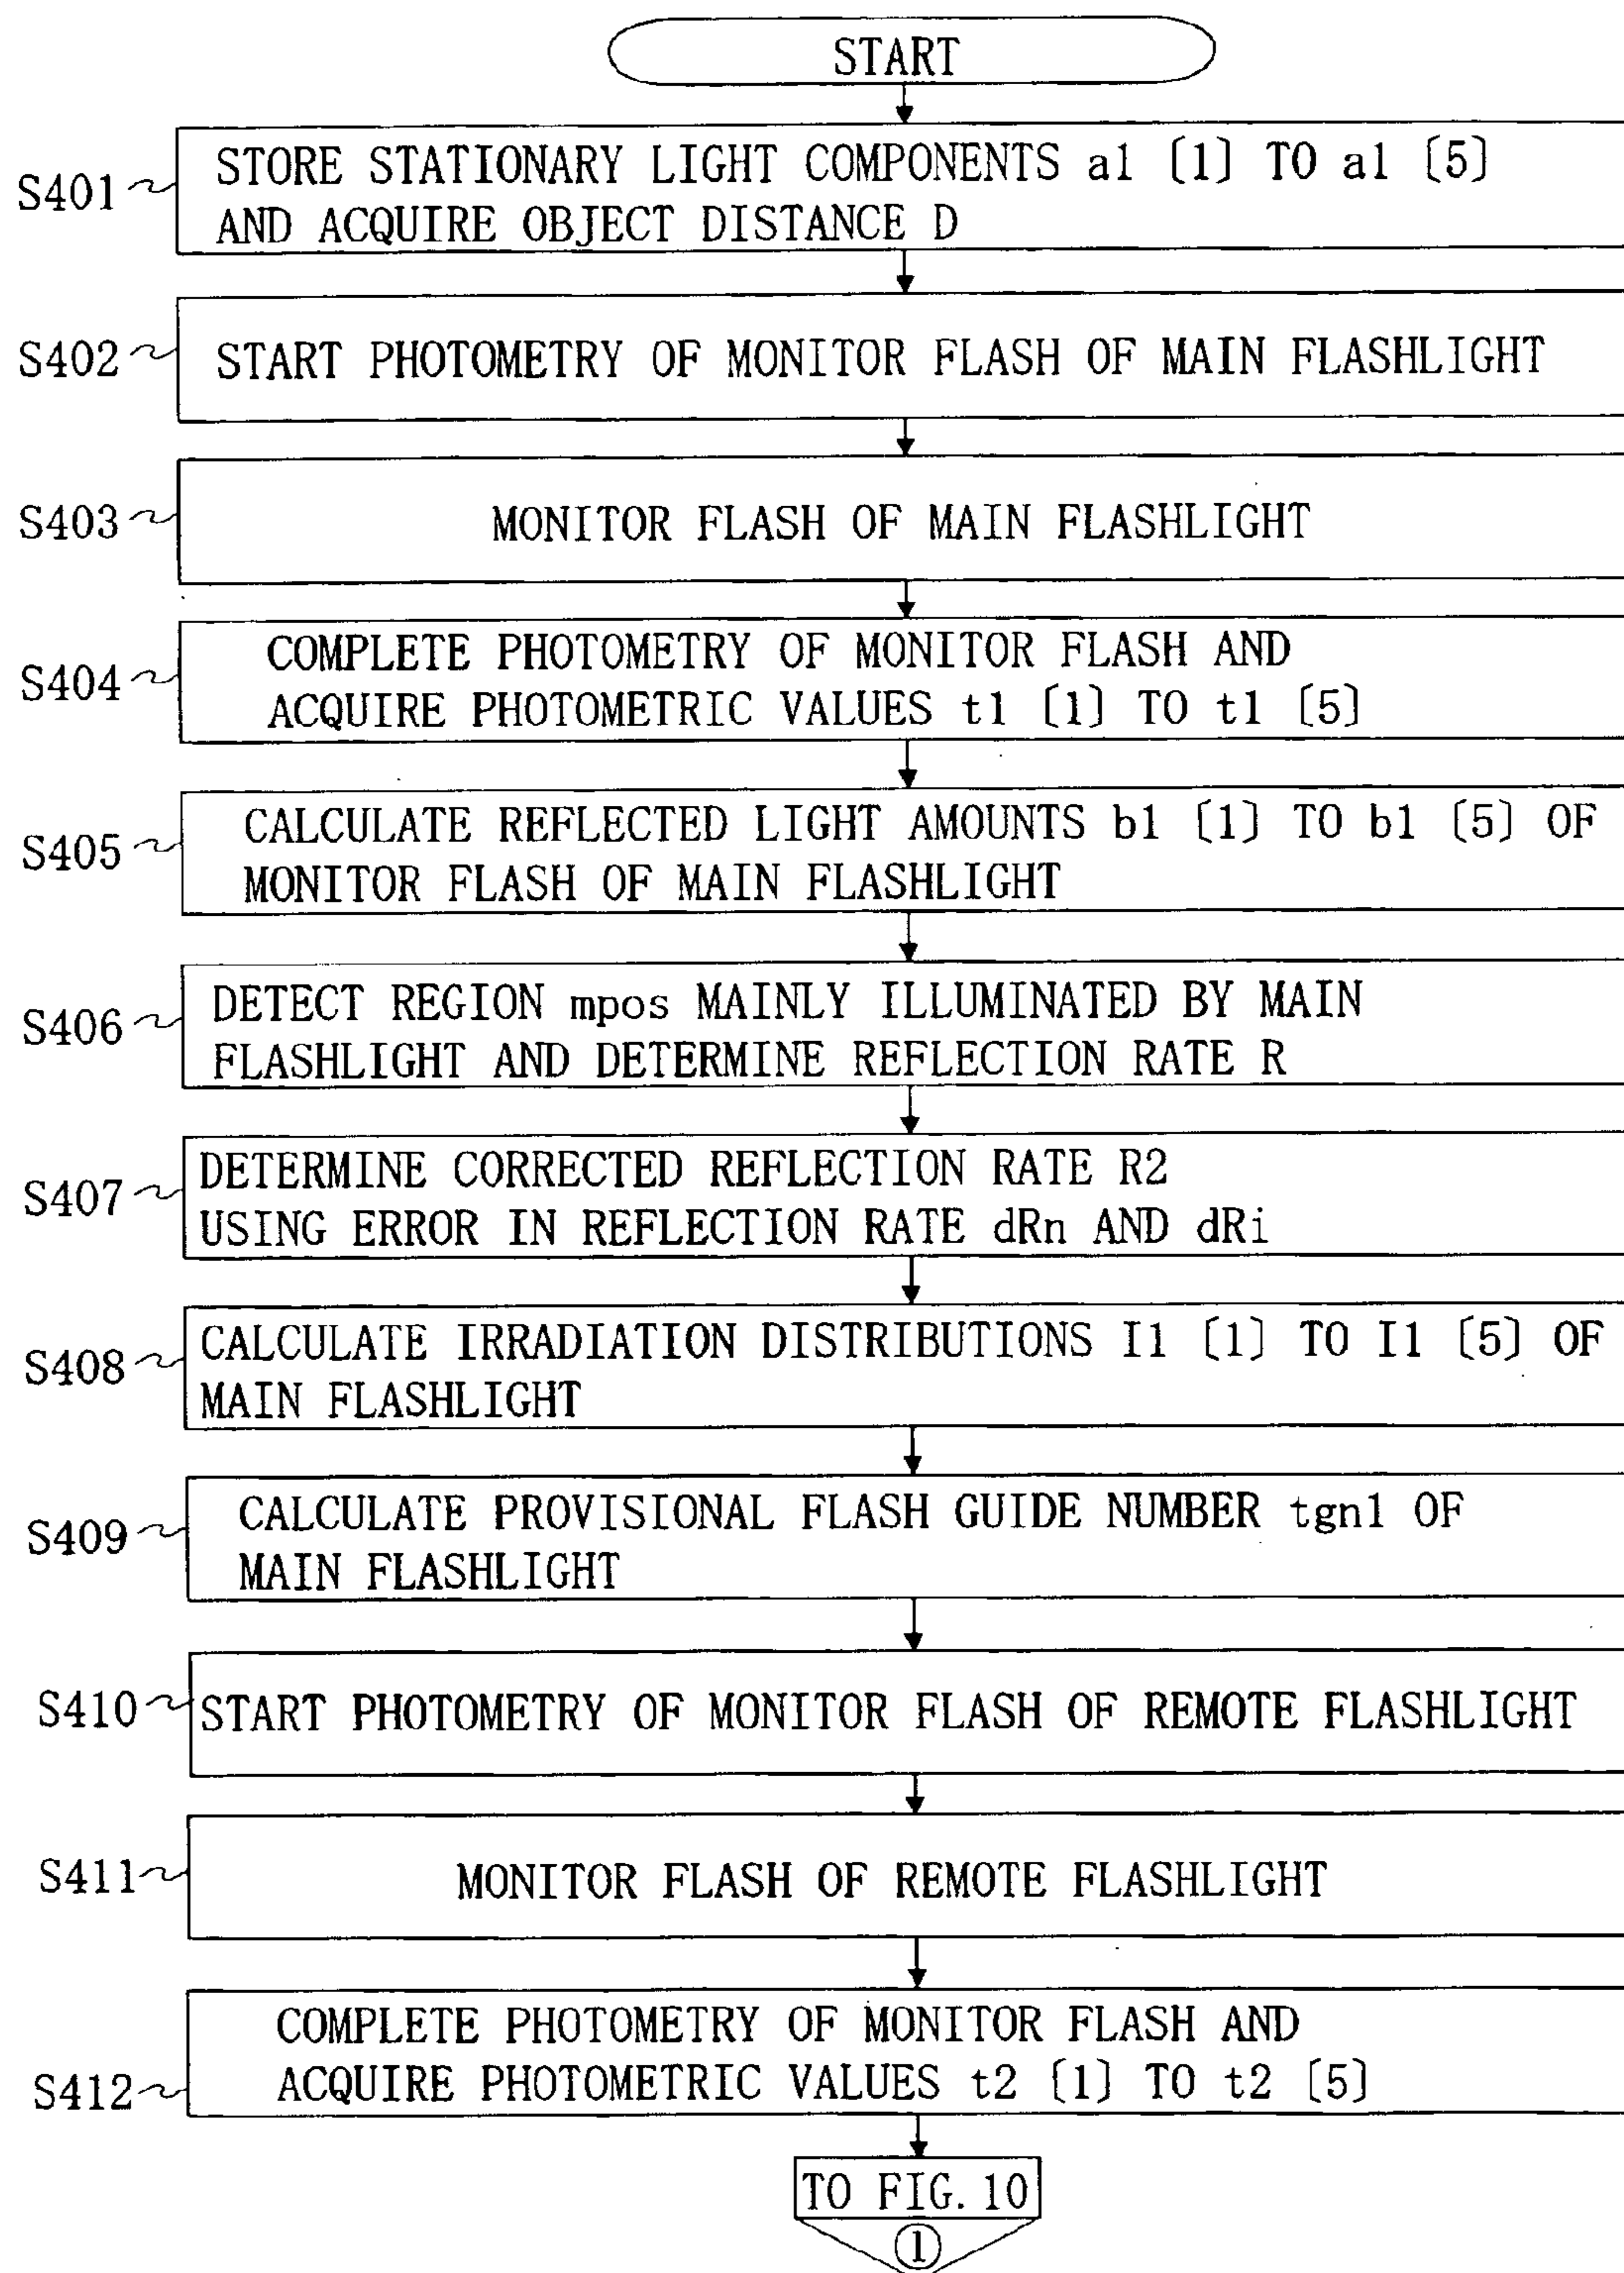 START
S401
STORE STATIONARY LIGHT COMPONENTS a1 [1] TO a1 [5]
AND ACQUIRE OBJECT DISTANCE D
S402
START PHOTOMETRY OF MONITOR FLASH OF MAIN FLASHLIGHT
S403
MONITOR FLASH OF MAIN FLASHLIGHT
S404
COMPLETE PHOTOMETRY OF MONITOR FLASH AND
ACQUIRE PHOTOMETRIC VALUES t1 [1] TO t1 [5]
S405
CALCULATE REFLECTED LIGHT AMOUNTS b1 [1] TO b1 [5] OF
MONITOR FLASH OF MAIN FLASHLIGHT
S406
DETECT REGION mpos MAINLY ILLUMINATED BY MAIN
FLASHLIGHT AND DETERMINE REFLECTION RATE R
S407
DETERMINE CORRECTED REFLECTION RATE R2
USING ERROR IN REFLECTION RATE dRn AND dRi
S408
CALCULATE IRRADIATION DISTRIBUTIONS I1 [1] TO I1 [5] OF
MAIN FLASHLIGHT
S409
CALCULATE PROVISIONAL FLASH GUIDE NUMBER tgn1 OF
MAIN FLASHLIGHT
S410
START PHOTOMETRY OF MONITOR FLASH OF REMOTE FLASHLIGHT
S411
MONITOR FLASH OF REMOTE FLASHLIGHT
S412
COMPLETE PHOTOMETRY OF MONITOR FLASH AND
ACQUIRE PHOTOMETRIC VALUES t2 [1] TO t2 [5]
TO FIG. 10
①